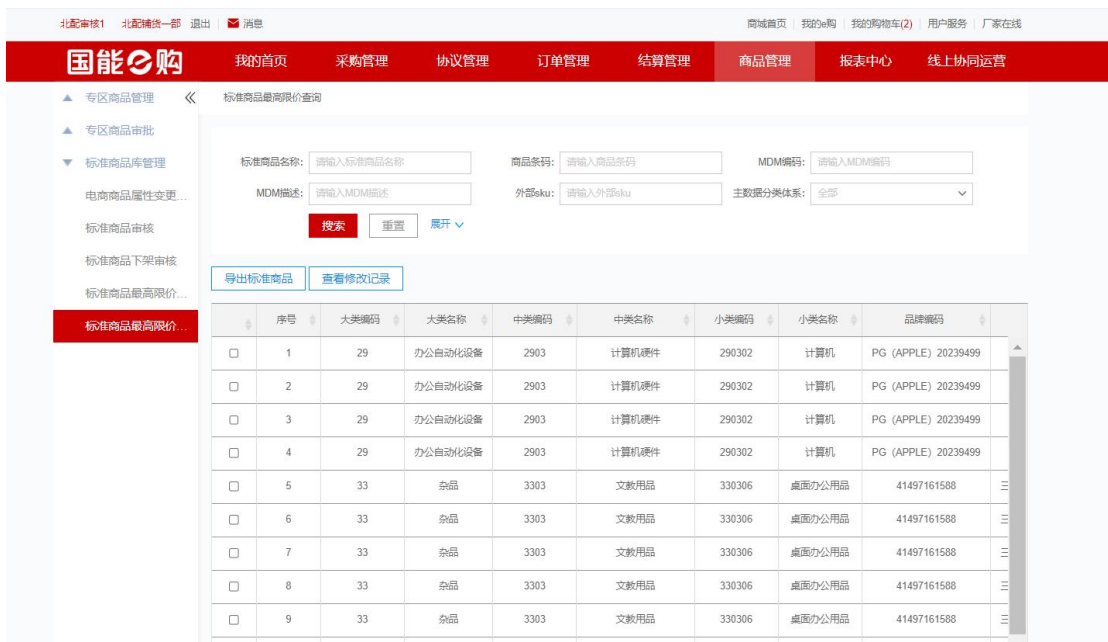 北配审核1 北配辅货一部 退出 消息 商城首页 我的e购 我的购物车(2) 用户服务 厂家在线
国能e购 我的首页 采购管理 协议管理 订单管理 结算管理 商品管理 报表中心 线上协同运营
专区商品管理 标准商品最高限价查询
专区商品审批
标准商品库管理 标准商品名称: 请输入标准商品名称 商品条码: 请输入商品条码 MDM编码: 请输入MDM编码
电商商品属性变更... MDM描述: 请输入MDM描述 外部sku: 请输入外部sku 主数据分类体系: 全部
标准商品审核 搜索 重置 展开
标准商品下架审核 导出标准商品 查看修改记录
标准商品最高限价...
标准商品最高限价... 序号 大类编码 大类名称 中类编码 中类名称 小类编码 小类名称 品牌编码
1 29 办公自动化设备 2903 计算机硬件 290302 计算机 PG (APPLE) 20239499
2 29 办公自动化设备 2903 计算机硬件 290302 计算机 PG (APPLE) 20239499
3 29 办公自动化设备 2903 计算机硬件 290302 计算机 PG (APPLE) 20239499
4 29 办公自动化设备 2903 计算机硬件 290302 计算机 PG (APPLE) 20239499
5 33 杂品 3303 文教用品 330306 桌面办公用品 41497161588 三
6 33 杂品 3303 文教用品 330306 桌面办公用品 41497161588 三
7 33 杂品 3303 文教用品 330306 桌面办公用品 41497161588 三
8 33 杂品 3303 文教用品 330306 桌面办公用品 41497161588 三
9 33 杂品 3303 文教用品 330306 桌面办公用品 41497161588 三